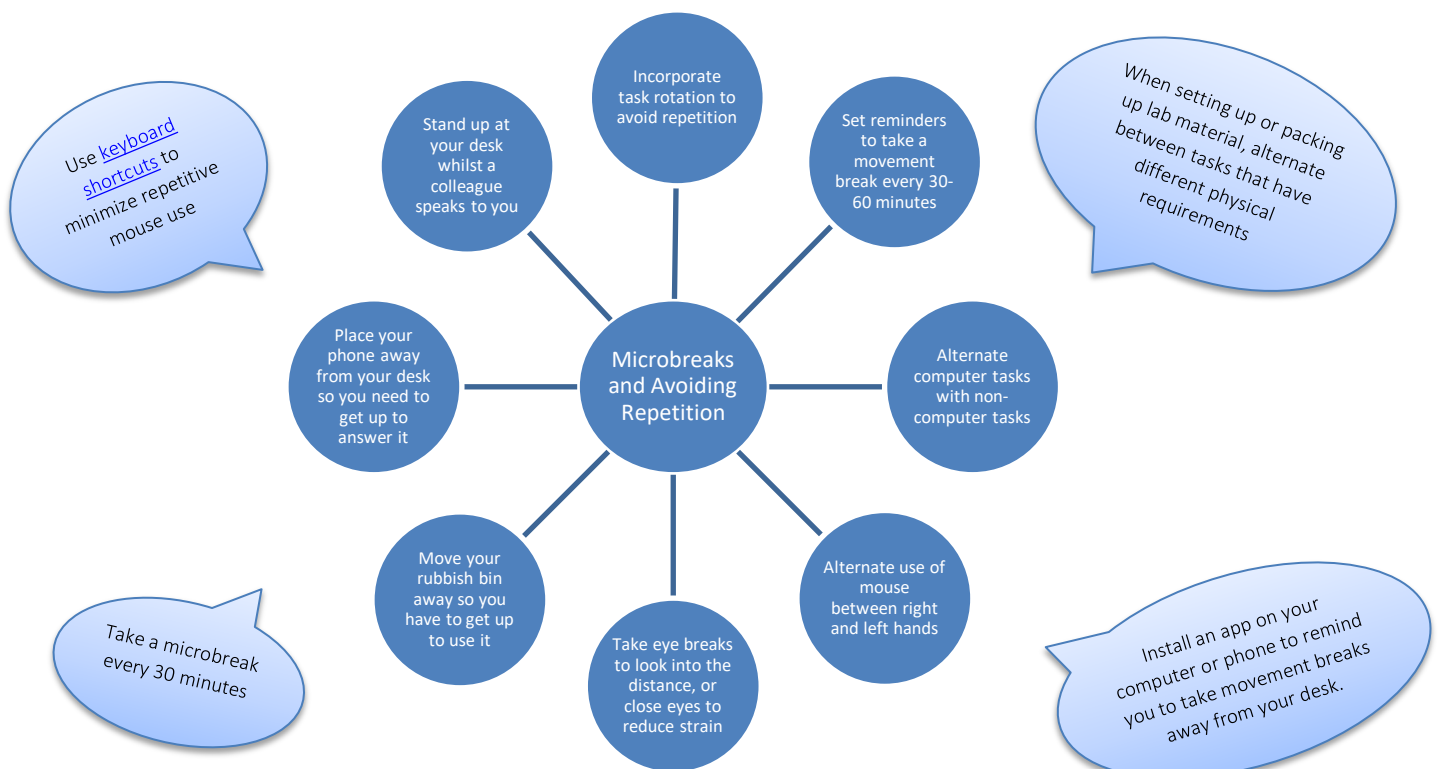 Incorporate
task rotation to
avoid repetition
Set reminders
to take a
movement
break every 30-
60 minutes
Alternate
computer tasks
with non-
computer tasks
Alternate use of
mouse
between right
and left hands
Take eye breaks
to look into the
distance, or
close eyes to
reduce strain
Move your
rubbish bin
away so you
have to get up
to use it
Place your
phone away
from your desk
so you need to
get up to
answer it
Stand up at
your desk
whilst a
colleague
speaks to you
Microbreaks
and Avoiding
Repetition
Use keyboard
shortcuts to
minimize repetitive
mouse use
When setting up or packing
up lab material, alternate
between tasks that have
different physical
requirements
Take a microbreak
every 30 minutes
Install an app on your
computer or phone to remind
you to take movement breaks
away from your desk.